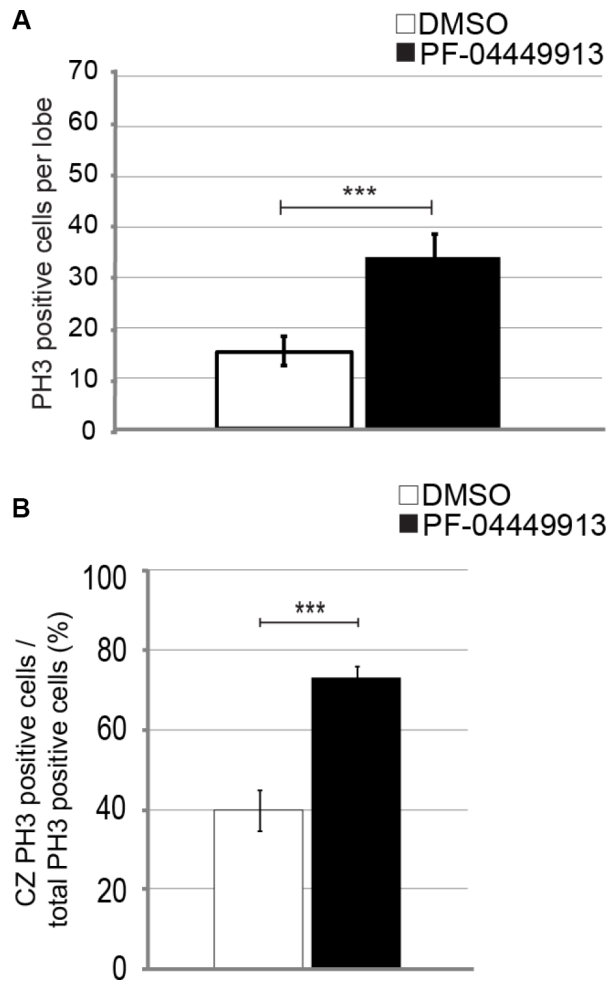 A
DMSO
PF-04449913
PH3 positive cells per lobe
70
60
50
40
30
20
10
0
***
B
DMSO
PF-04449913
CZ PH3 positive cells /
total PH3 positive cells (%)
100
80
60
40
20
0
***